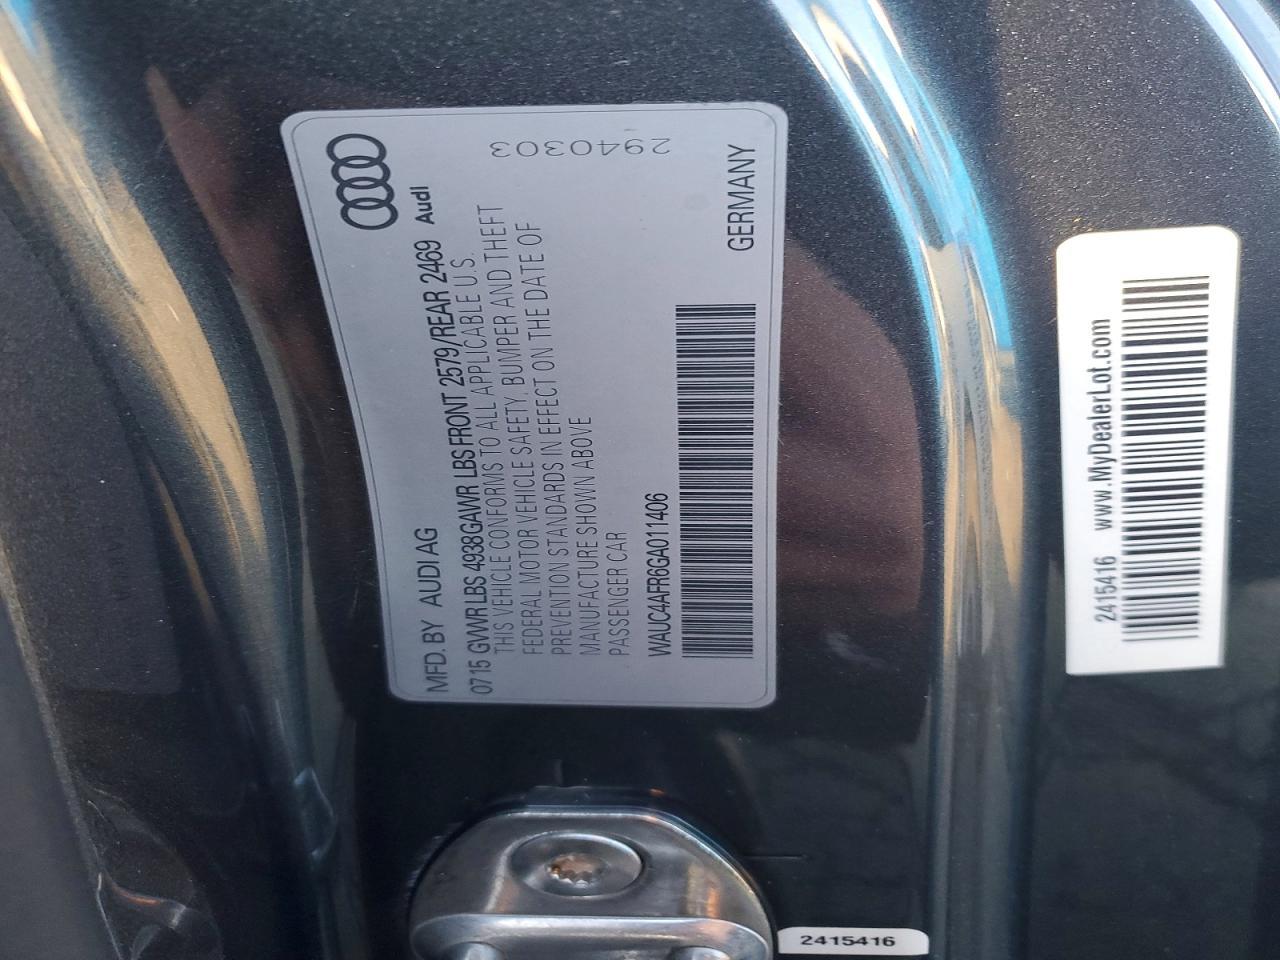 Audi
MFD. BY AUDI AG
07 15 GVWR LBS 4938 GAWR LBS FRONT 2579/REAR 2469
THIS VEHICLE CONFORMS TO ALL APPLICABLE U.S.
FEDERAL MOTOR VEHICLE SAFETY, BUMPER AND THEFT
PREVENTION STANDARDS IN EFFECT ON THE DATE OF
MANUFACTURE SHOWN ABOVE
PASSENGER CAR
2940303
WAUC4AFR6GA011406
GERMANY
2415416 www.MyDealerLot.com
2415416